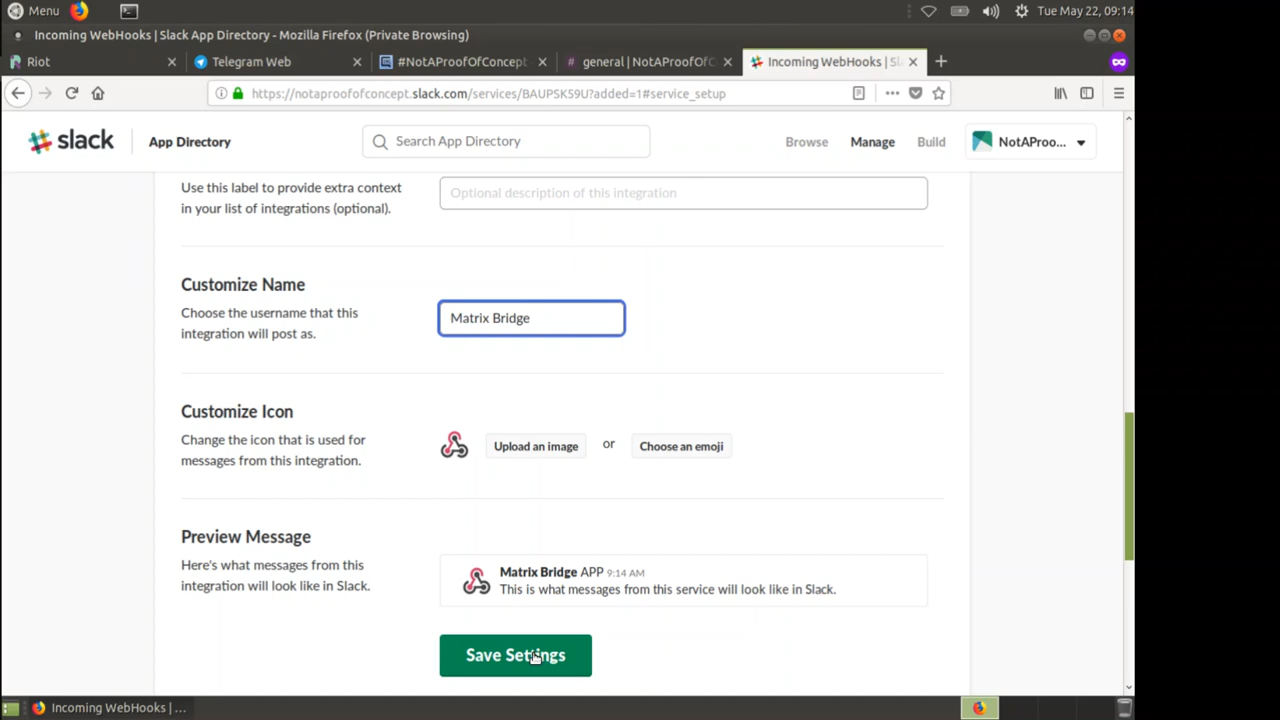 Menu
Tue May 22, 09:14
Incoming WebHooks | Slack App Directory - Mozilla Firefox (Private Browsing)
Riot
Telegram Web
#NotAProofOfConcept
general | NotAProofOfC
Incoming WebHooks | Sl
https://notaproofofconcept.slack.com/services/BAUPSK59U?added=1#service_setup
slack
App Directory
Search App Directory
Browse
Manage
Build
NotAProo...
Use this label to provide extra context
in your list of integrations (optional).
Optional description of this integration
Customize Name
Choose the username that this
integration will post as.
Matrix Bridge
Customize Icon
Change the icon that is used for
messages from this integration.
Upload an image
or
Choose an emoji
Preview Message
Here's what messages from this
integration will look like in Slack.
Matrix Bridge APP 9:14 AM
This is what messages from this service will look like in Slack.
Save Settings
Incoming WebHooks | ...